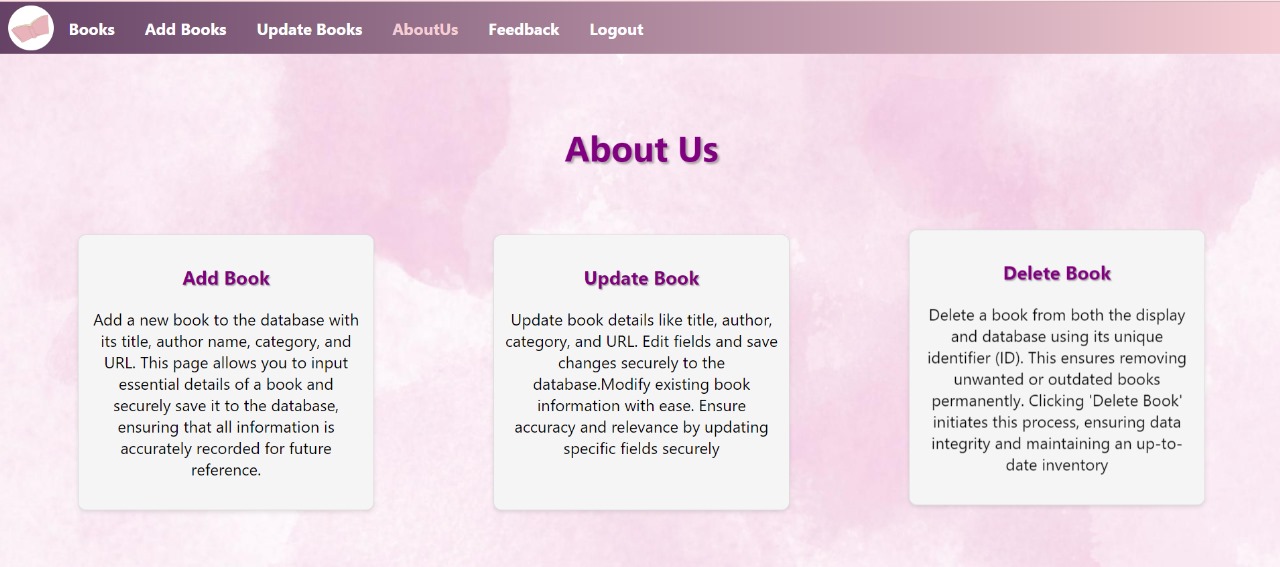 Books Add Books Update Books AboutUs Feedback Logout
About Us
Add Book
Add a new book to the database with
its title, author name, category, and
URL. This page allows you to input
essential details of a book and
securely save it to the database,
ensuring that all information is
accurately recorded for future
reference.
Update Book
Update book details like title, author,
category, and URL. Edit fields and save
changes securely to the
database.Modify existing book
information with ease. Ensure
accuracy and relevance by updating
specific fields securely
Delete Book
Delete a book from both the display
and database using its unique
identifier (ID). This ensures removing
unwanted or outdated books
permanently. Clicking 'Delete Book'
initiates this process, ensuring data
integrity and maintaining an up-to-
date inventory